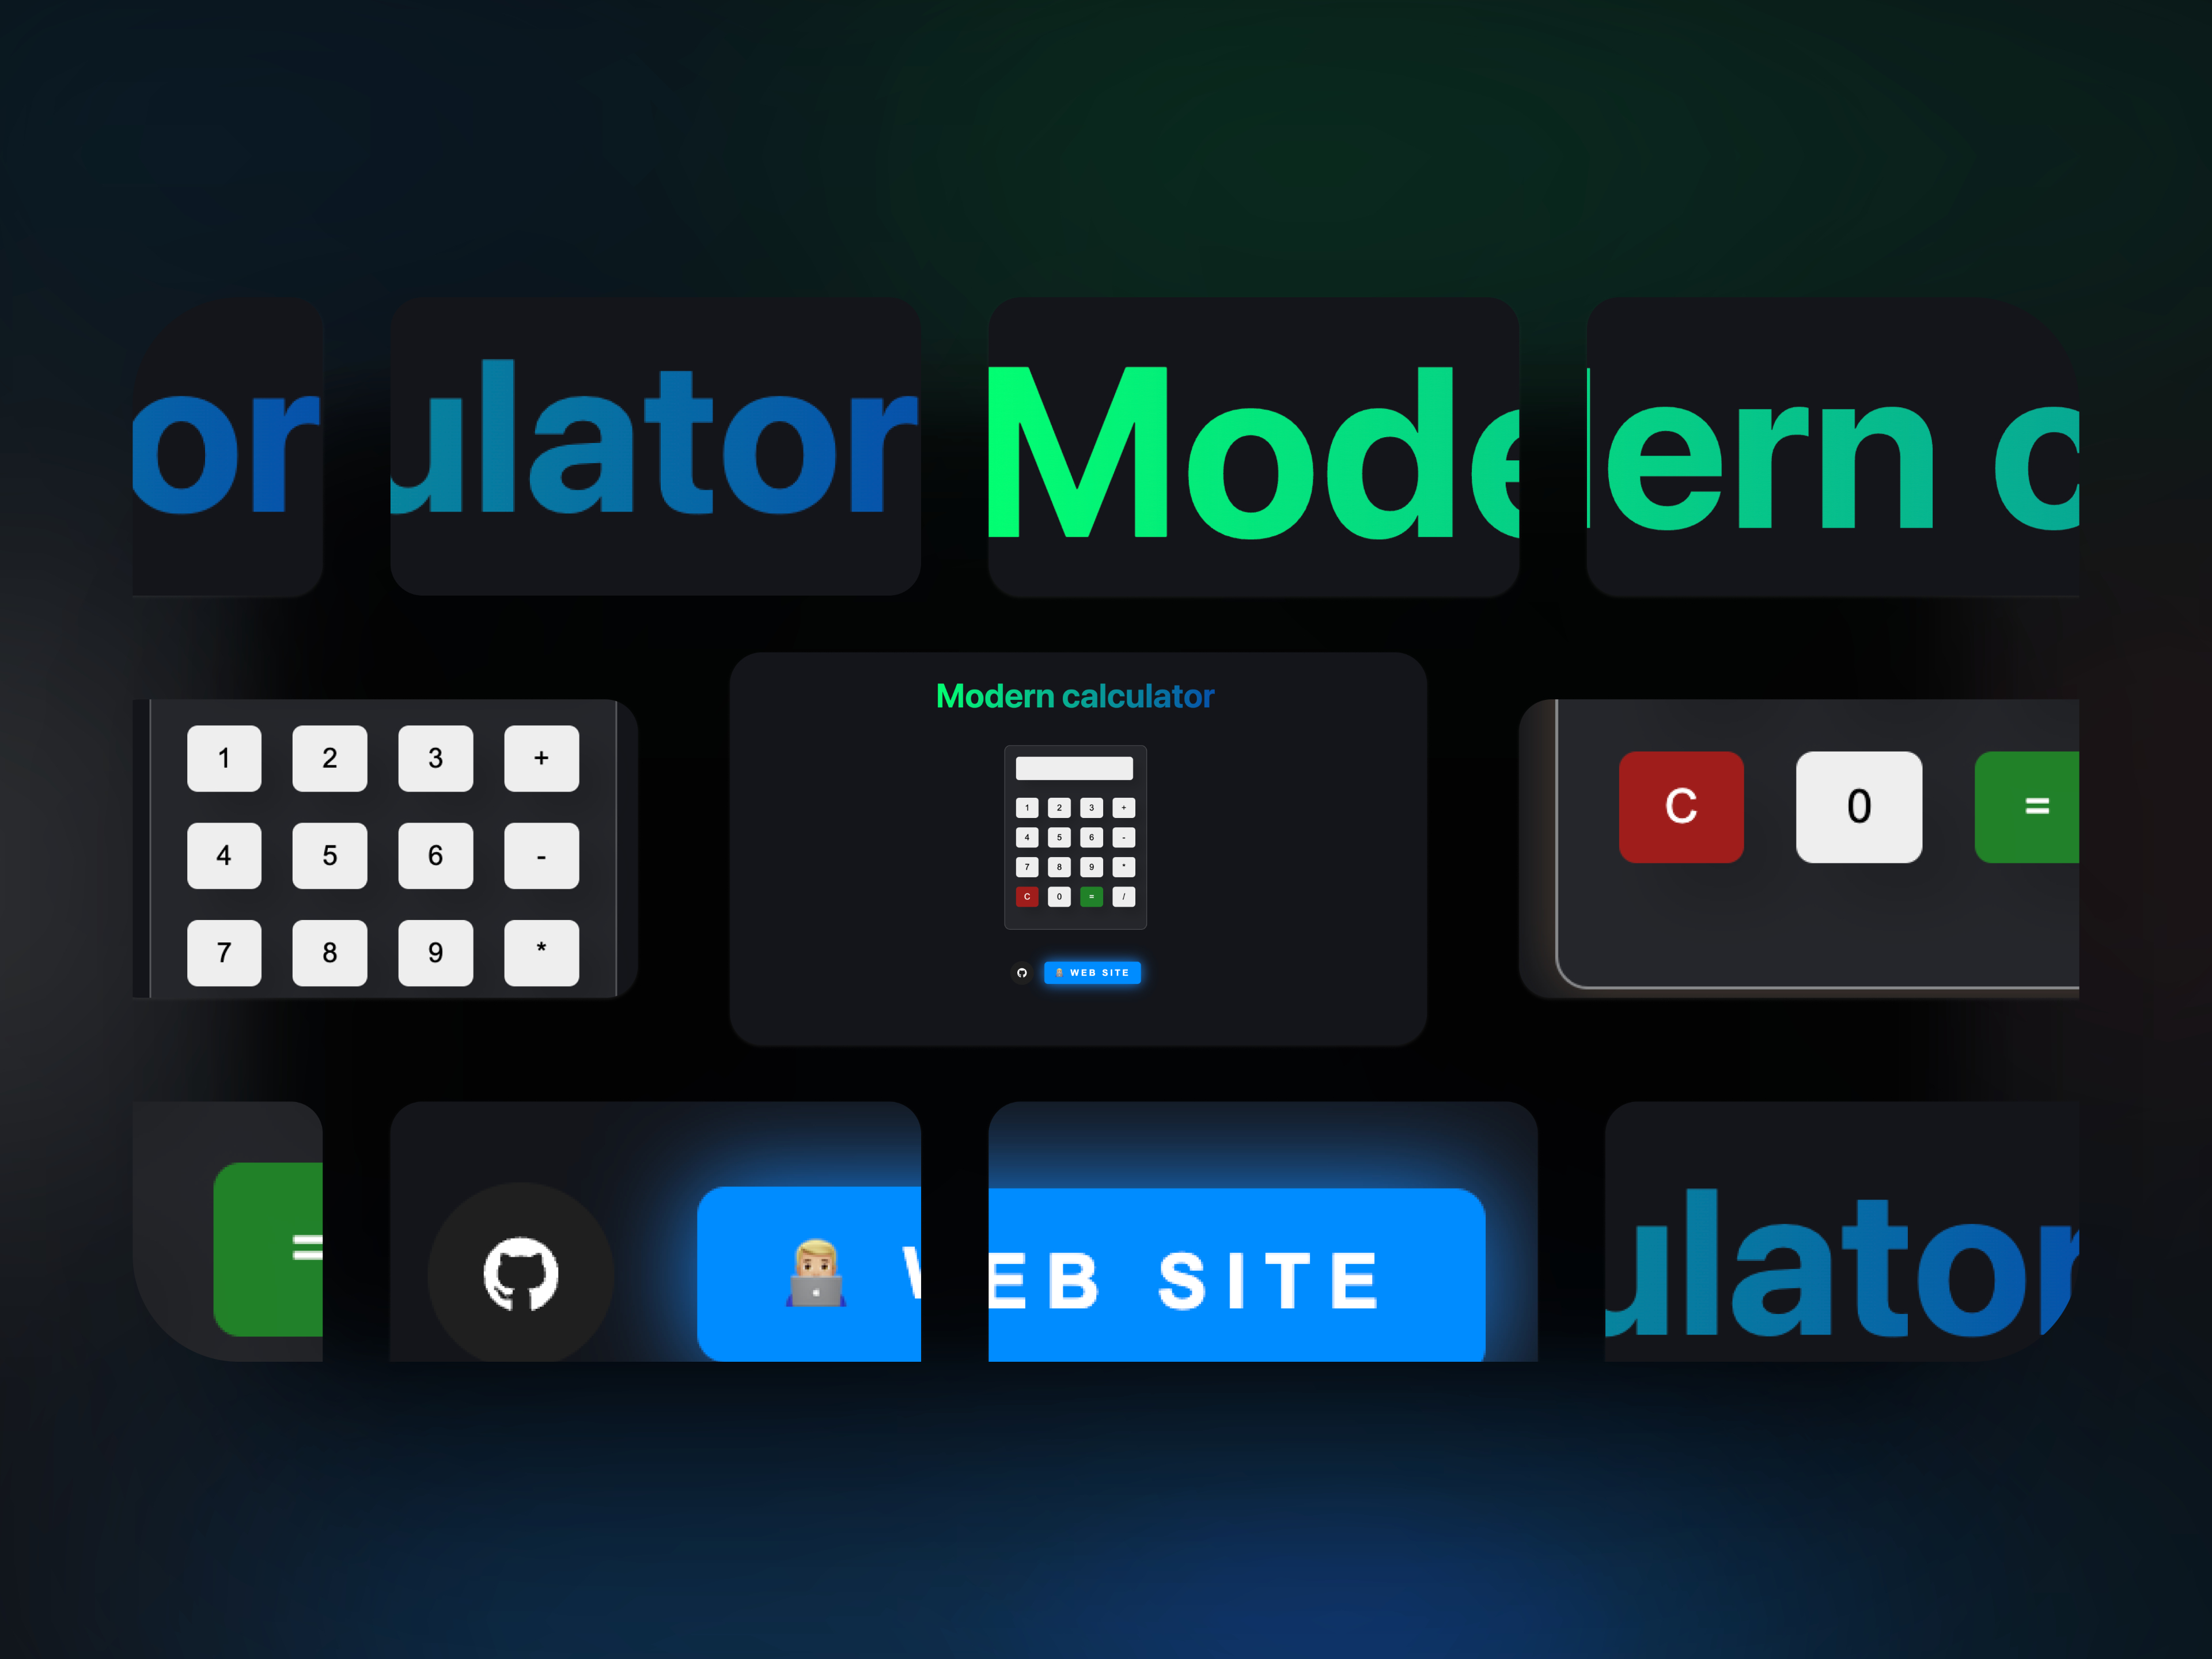 or
ulator
Mode
ern c
1 2 3 +
4 5 6 -
7 8 9 *
Modern calculator
1 2 3 +
4 5 6 -
7 8 9 *
C 0 = /
WEB SITE
C 0 =
=
W
EB SITE
ulator